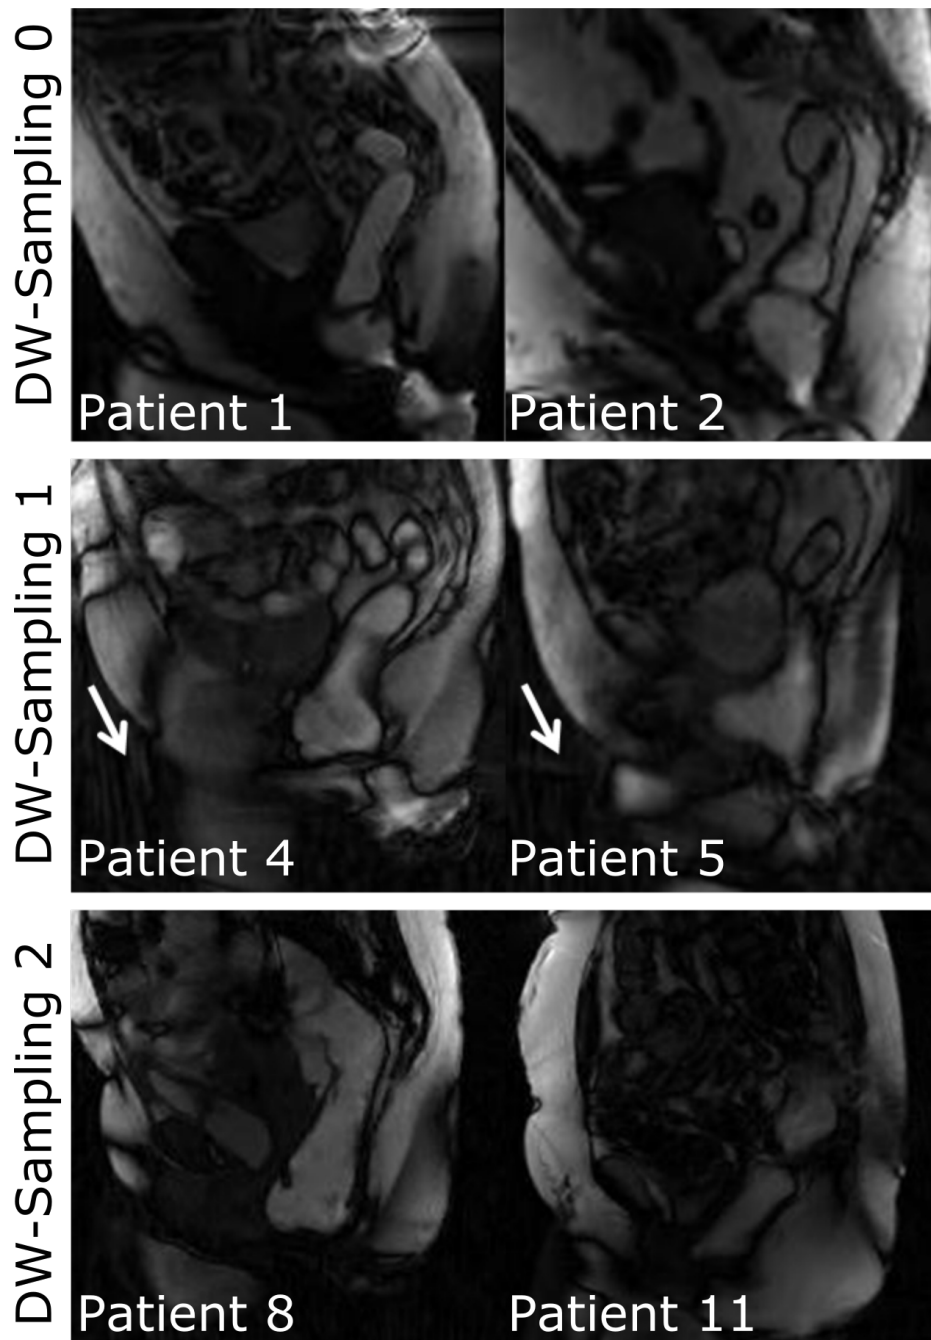 DW-Sampling 0
Patient 1
Patient 2
DW-Sampling 1
Patient 4
Patient 5
DW-Sampling 2
Patient 8
Patient 11